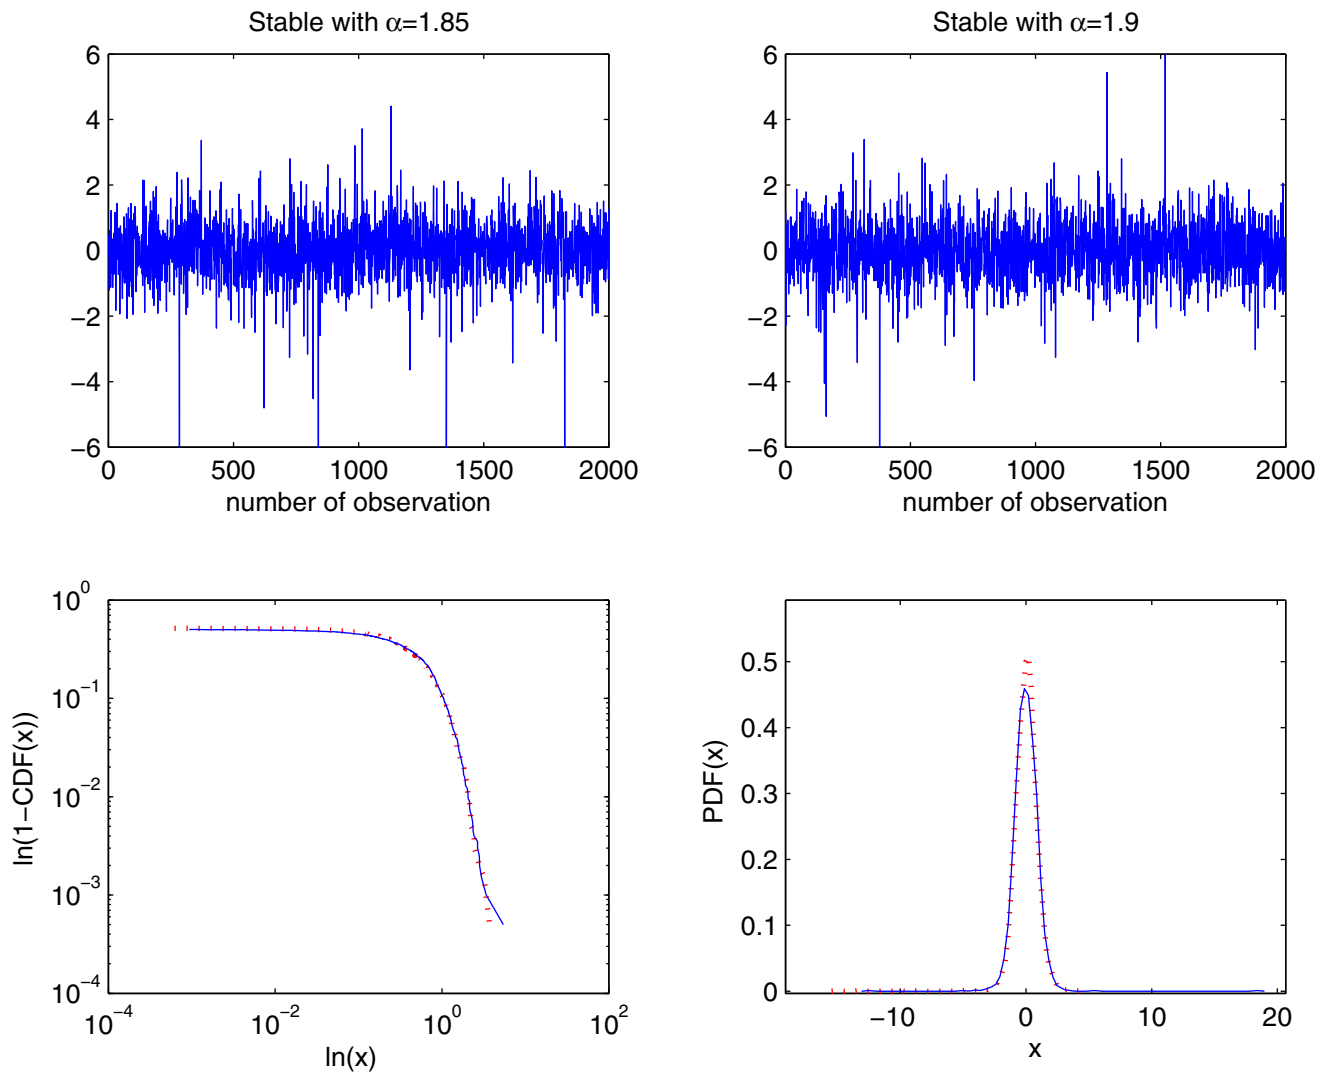 Stable with α=1.85
6
4
2
0
−2
−4
−6
0 500 1000 1500 2000
number of observation
Stable with α=1.9
6
4
2
0
−2
−4
−6
0 500 1000 1500 2000
number of observation
ln(1−CDF(x))
10^0
10^−1
10^−2
10^−3
10^−4
10^−4 10^−2 10^0 10^2
ln(x)
PDF(x)
0.5
0.4
0.3
0.2
0.1
0
−10 0 10 20
x